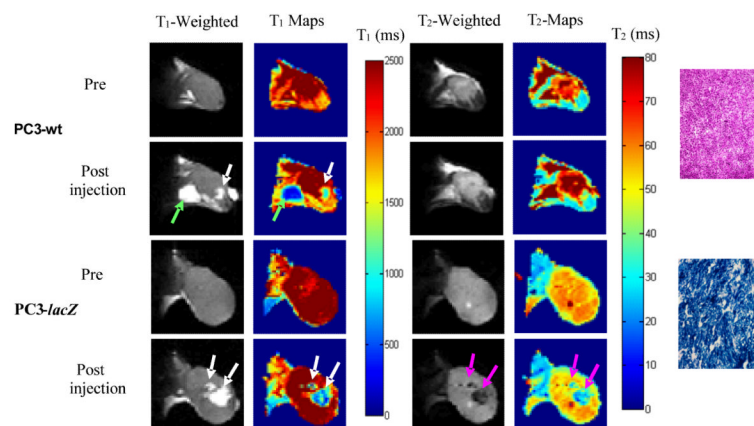 T₁-Weighted T₁ Maps T₁ (ms) T₂-Weighted T₂-Maps T₂ (ms)
2500 80
Pre
70
PC3-wt 2000
60
Post
injection 1500 50
40
Pre 1000
30
PC3-lacZ
20
500
Post
injection 10
0 0